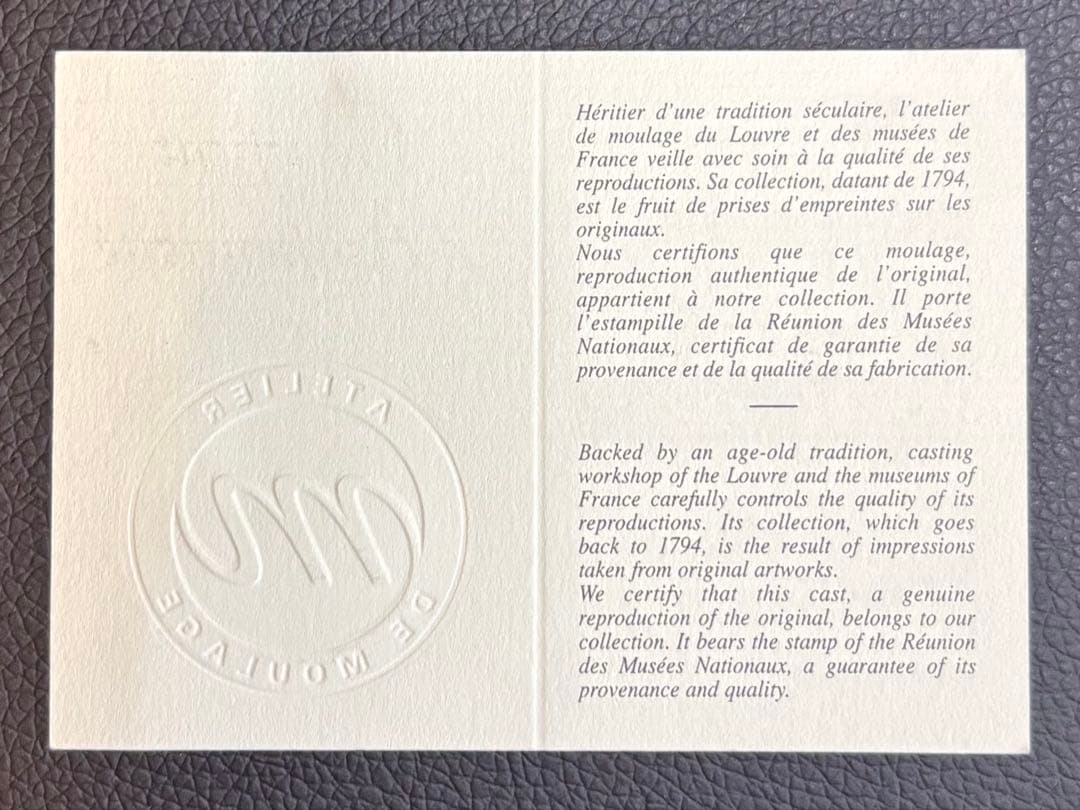 ATELIER
DE MOULAGE
Héritier d'une tradition séculaire, l'atelier
de moulage du Louvre et des musées de
France veille avec soin à la qualité de ses
reproductions. Sa collection, datant de 1794,
est le fruit de prises d'empreintes sur les
originaux.
Nous certifions que ce moulage,
reproduction authentique de l'original,
appartient à notre collection. Il porte
l'estampille de la Réunion des Musées
Nationaux, certificat de garantie de sa
provenance et de la qualité de sa fabrication.
Backed by an age-old tradition, casting
workshop of the Louvre and the museums of
France carefully controls the quality of its
reproductions. Its collection, which goes
back to 1794, is the result of impressions
taken from original artworks.
We certify that this cast, a genuine
reproduction of the original, belongs to our
collection. It bears the stamp of the Réunion
des Musées Nationaux, a guarantee of its
provenance and quality.